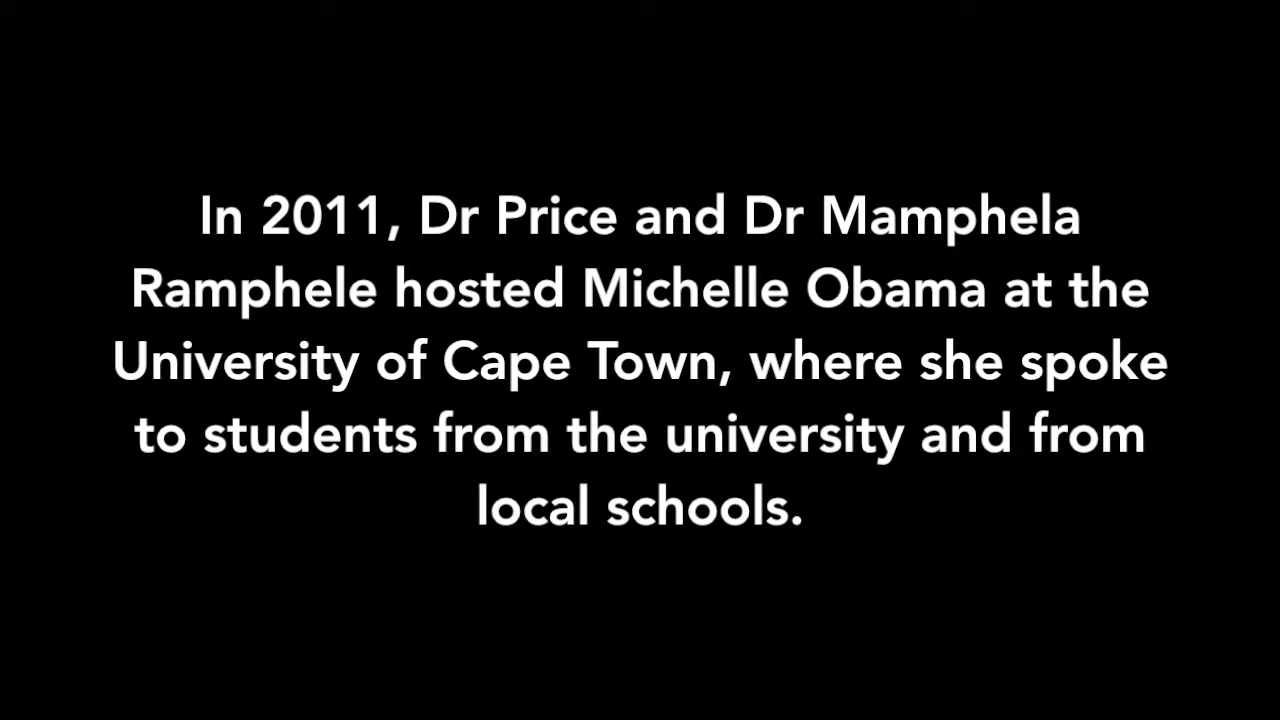 In 2011, Dr Price and Dr Mamphela
Ramphele hosted Michelle Obama at the
University of Cape Town, where she spoke
to students from the university and from
local schools.